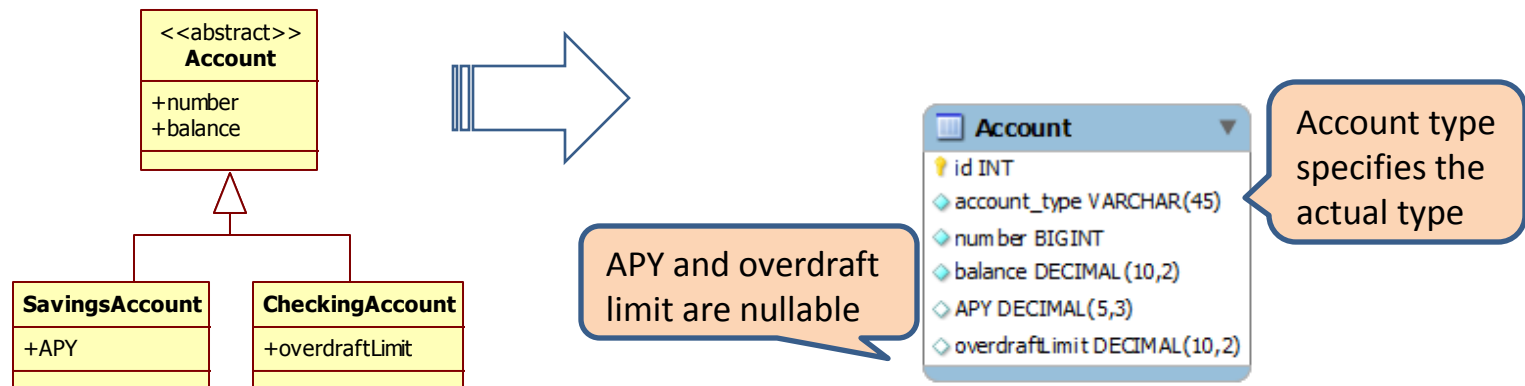 <<abstract>>
Account
+number
+balance
SavingsAccount
+APY
CheckingAccount
+overdraftLimit
APY and overdraft
limit are nullable
Account
id INT
account_type VARCHAR(45)
number BIGINT
balance DECIMAL(10,2)
APY DECIMAL(5,3)
overdraftLimit DECIMAL(10,2)
Account type
specifies the
actual type